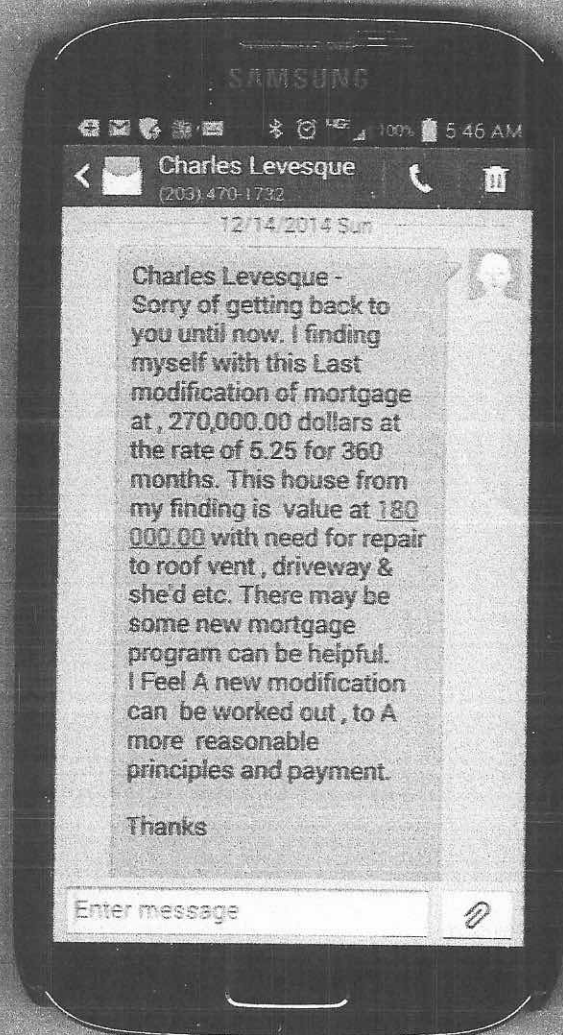 SAMSUNG
100% 5:46 AM
Charles Levesque
(203) 470-1732
12/14/2014 Sun
Charles Levesque -
Sorry of getting back to
you until now. I finding
myself with this Last
modification of mortgage
at , 270,000.00 dollars at
the rate of 5.25 for 360
months. This house from
my finding is value at 180
000.00 with need for repair
to roof vent , driveway &
she'd etc. There may be
some new mortgage
program can be helpful.
I Feel A new modification
can be worked out , to A
more reasonable
principles and payment.
Thanks
Enter message